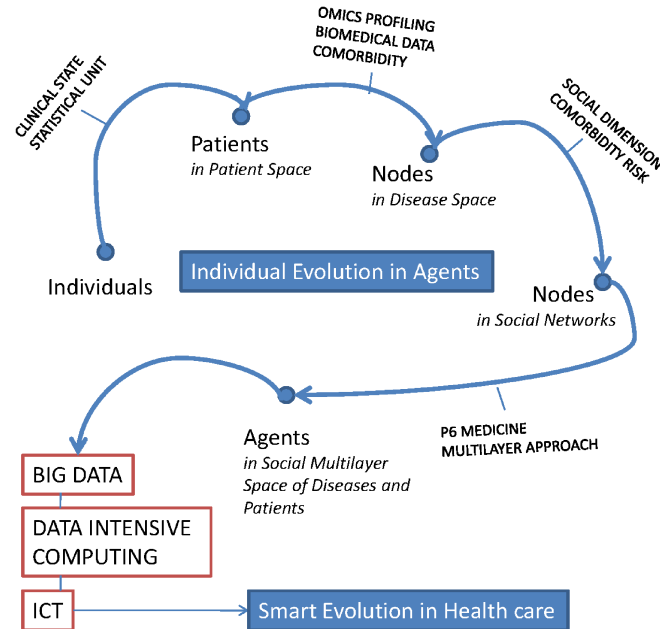 CLINICAL STATE
STATISTICAL UNIT
OMICS PROFILING
BIOMEDICAL DATA
COMORBIDITY
SOCIAL DIMENSION
COMORBIDITY RISK
Patients
in Patient Space
Nodes
in Disease Space
Individuals
Individual Evolution in Agents
Nodes
in Social Networks
P6 MEDICINE
MULTILAYER APPROACH
Agents
in Social Multilayer
Space of Diseases and
Patients
BIG DATA
DATA INTENSIVE
COMPUTING
ICT
Smart Evolution in Health care